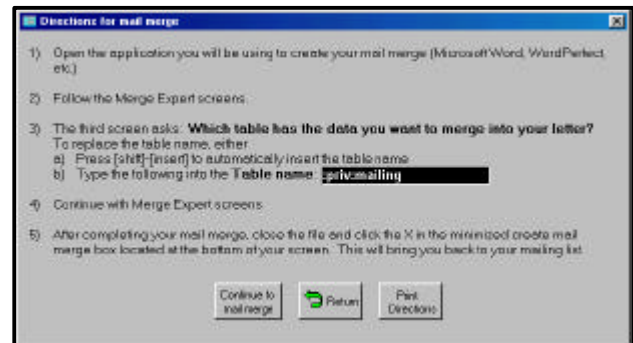 Directions for mail merge
1) Open the application you will be using to create your mail merge (Microsoft Word, WordPerfect,
etc.)
2) Follow the Merge Expert screens.
3) The third screen asks: Which table has the data you want to merge into your letter?
To replace the table name, either
a) Press [shift]-[insert] to automatically insert the table name
b) Type the following into the Table name: :priv:mailing
4) Continue with Merge Expert screens
5) After completing your mail merge, close the file and click the X in the minimized create mail
merge box located at the bottom of your screen. This will bring you back to your mailing list.
Continue to
mail merge
Return
Print
Directions